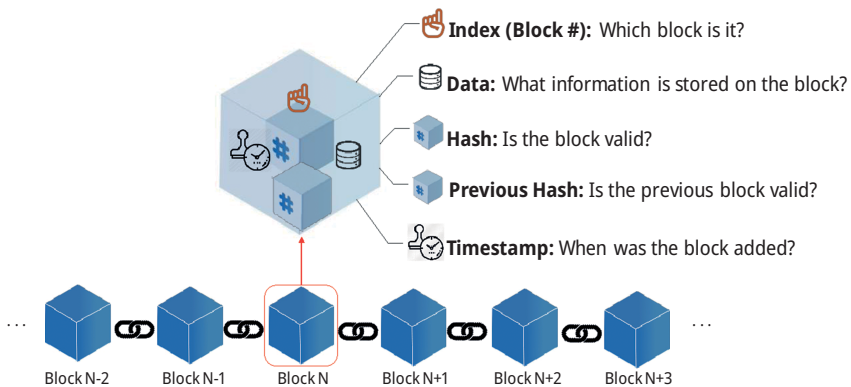 Index (Block #): Which block is it?
Data: What information is stored on the block?
# Hash: Is the block valid?
# Previous Hash: Is the previous block valid?
Timestamp: When was the block added?
#
#
...
...
Block N-2
Block N-1
Block N
Block N+1
Block N+2
Block N+3